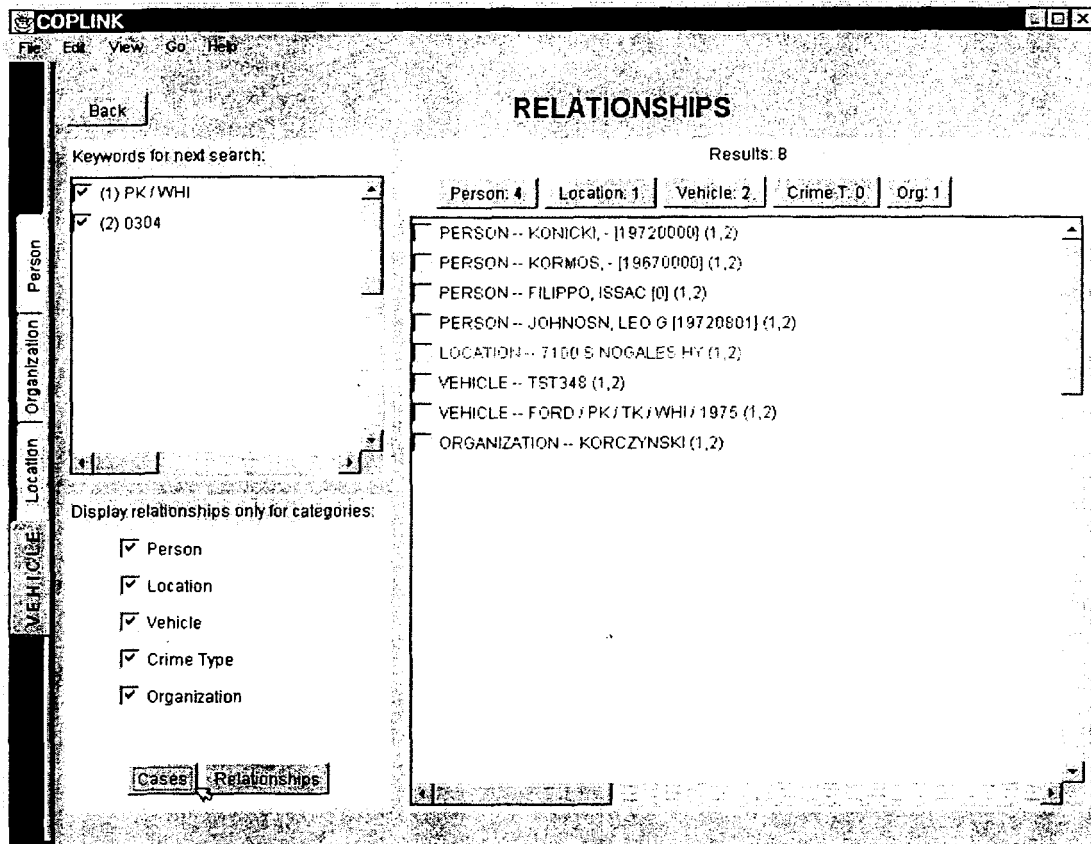 COPLINK
File Edit View Go Help
Back
RELATIONSHIPS
Keywords for next search:
(1) PK / WHI
(2) 0304
Results: 8
Person: 4 Location: 1 Vehicle: 2 Crime T: 0 Org: 1
PERSON -- KONICKI, - [19720000] (1,2)
PERSON -- KORMOS, - [19670000] (1,2)
PERSON -- FILIPPO, ISSAC [0] (1,2)
PERSON -- JOHNOSN, LEO G [19720801] (1,2)
LOCATION -- 7100 S NOGALES HY (1,2)
VEHICLE -- TST348 (1,2)
VEHICLE -- FORD / PK / TK / WHI / 1975 (1,2)
ORGANIZATION -- KORCZYNSKI (1,2)
Person
Organization
Location
VEHICLE
Display relationships only for categories:
Person
Location
Vehicle
Crime Type
Organization
Cases Relationships